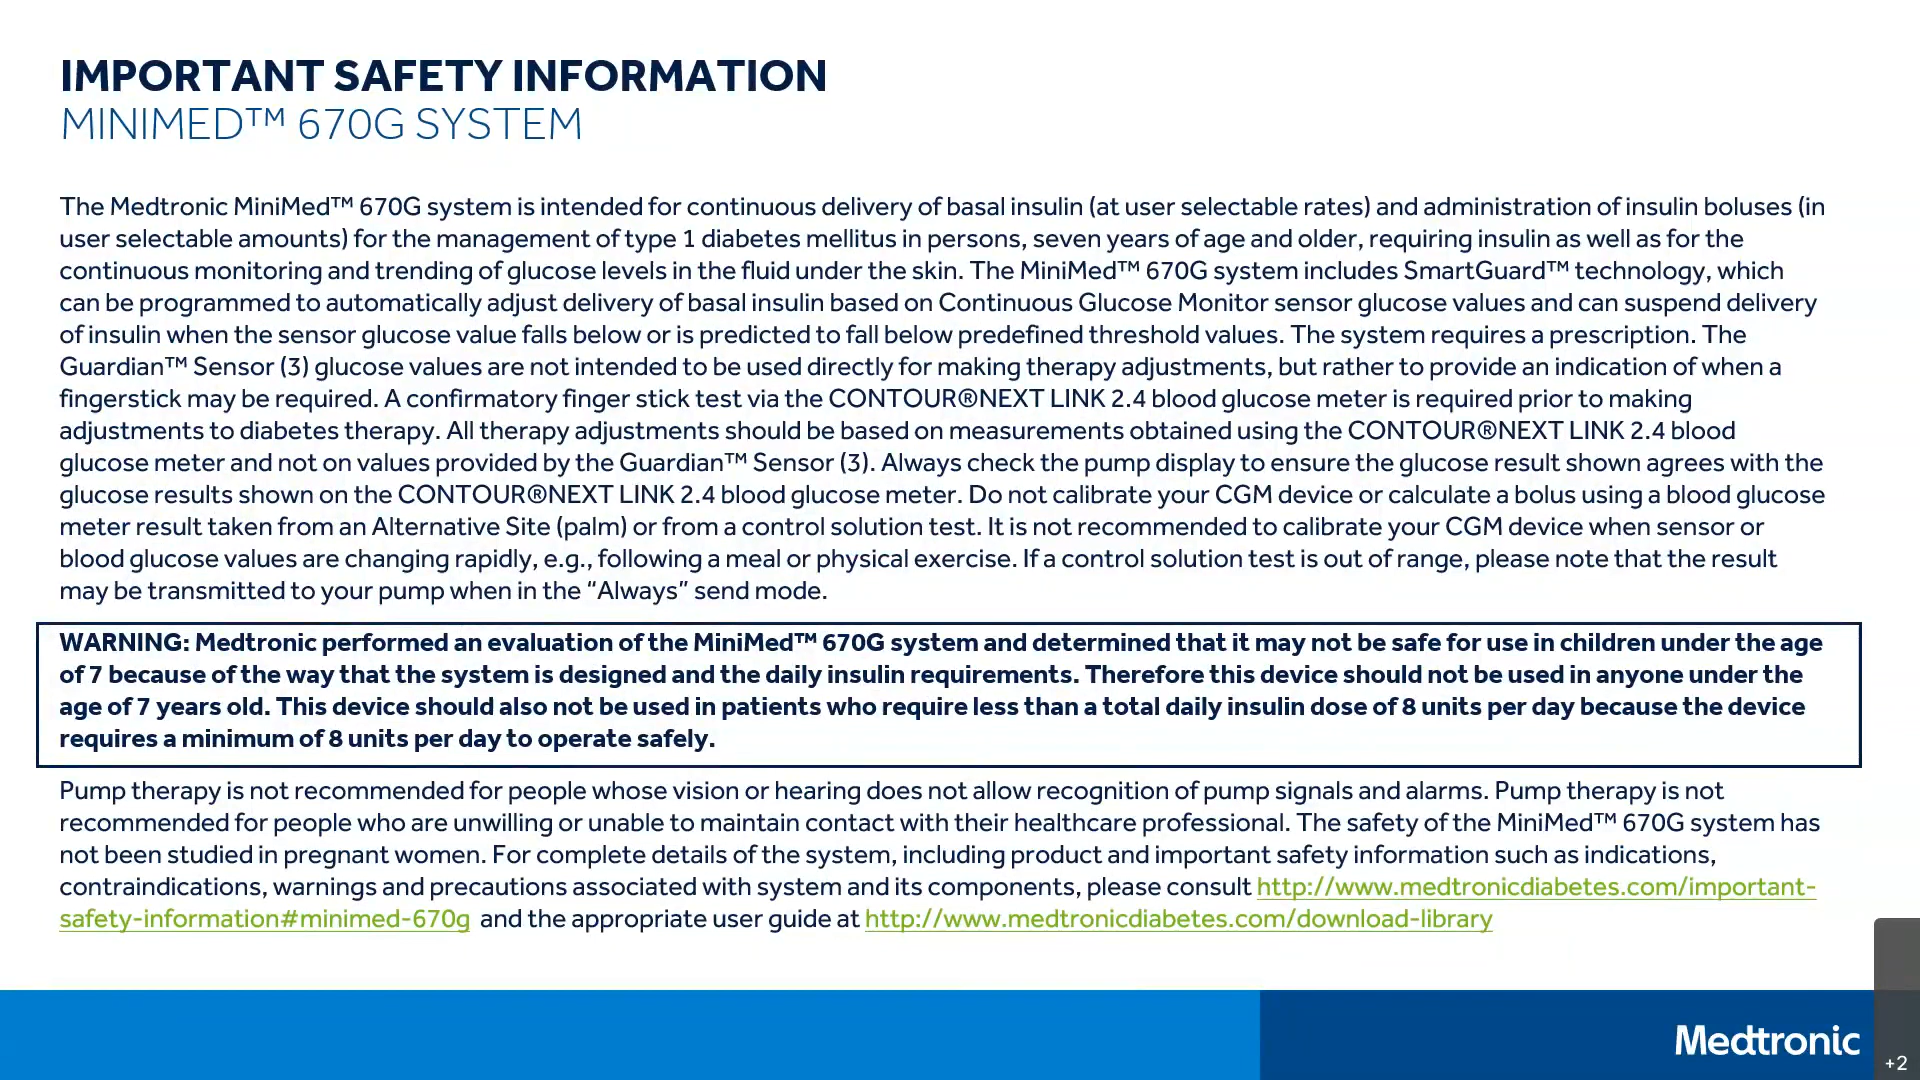 IMPORTANT SAFETY INFORMATION
MINIMED™ 670G SYSTEM
The Medtronic MiniMed™ 670G system is intended for continuous delivery of basal insulin (at user selectable rates) and administration of insulin boluses (in
user selectable amounts) for the management of type 1 diabetes mellitus in persons, seven years of age and older, requiring insulin as well as for the
continuous monitoring and trending of glucose levels in the fluid under the skin. The MiniMed™ 670G system includes SmartGuard™ technology, which
can be programmed to automatically adjust delivery of basal insulin based on Continuous Glucose Monitor sensor glucose values and can suspend delivery
of insulin when the sensor glucose value falls below or is predicted to fall below predefined threshold values. The system requires a prescription. The
Guardian™ Sensor (3) glucose values are not intended to be used directly for making therapy adjustments, but rather to provide an indication of when a
fingerstick may be required. A confirmatory finger stick test via the CONTOUR®NEXT LINK 2.4 blood glucose meter is required prior to making
adjustments to diabetes therapy. All therapy adjustments should be based on measurements obtained using the CONTOUR®NEXT LINK 2.4 blood
glucose meter and not on values provided by the Guardian™ Sensor (3). Always check the pump display to ensure the glucose result shown agrees with the
glucose results shown on the CONTOUR®NEXT LINK 2.4 blood glucose meter. Do not calibrate your CGM device or calculate a bolus using a blood glucose
meter result taken from an Alternative Site (palm) or from a control solution test. It is not recommended to calibrate your CGM device when sensor or
blood glucose values are changing rapidly, e.g., following a meal or physical exercise. If a control solution test is out of range, please note that the result
may be transmitted to your pump when in the “Always” send mode.
WARNING: Medtronic performed an evaluation of the MiniMed™ 670G system and determined that it may not be safe for use in children under the age
of 7 because of the way that the system is designed and the daily insulin requirements. Therefore this device should not be used in anyone under the
age of 7 years old. This device should also not be used in patients who require less than a total daily insulin dose of 8 units per day because the device
requires a minimum of 8 units per day to operate safely.
Pump therapy is not recommended for people whose vision or hearing does not allow recognition of pump signals and alarms. Pump therapy is not
recommended for people who are unwilling or unable to maintain contact with their healthcare professional. The safety of the MiniMed™ 670G system has
not been studied in pregnant women. For complete details of the system, including product and important safety information such as indications,
contraindications, warnings and precautions associated with system and its components, please consult http://www.medtronicdiabetes.com/important-
safety-information#minimed-670g and the appropriate user guide at http://www.medtronicdiabetes.com/download-library
Medtronic
+2